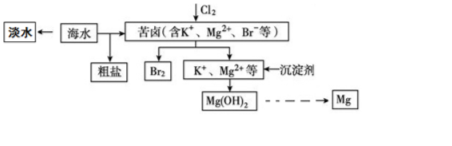 Cl₂
淡水 海水 苦卤(含K⁺、Mg²⁺、Br⁻等)
粗盐 Br₂ K⁺、Mg²⁺等 沉淀剂
Mg(OH)₂ Mg